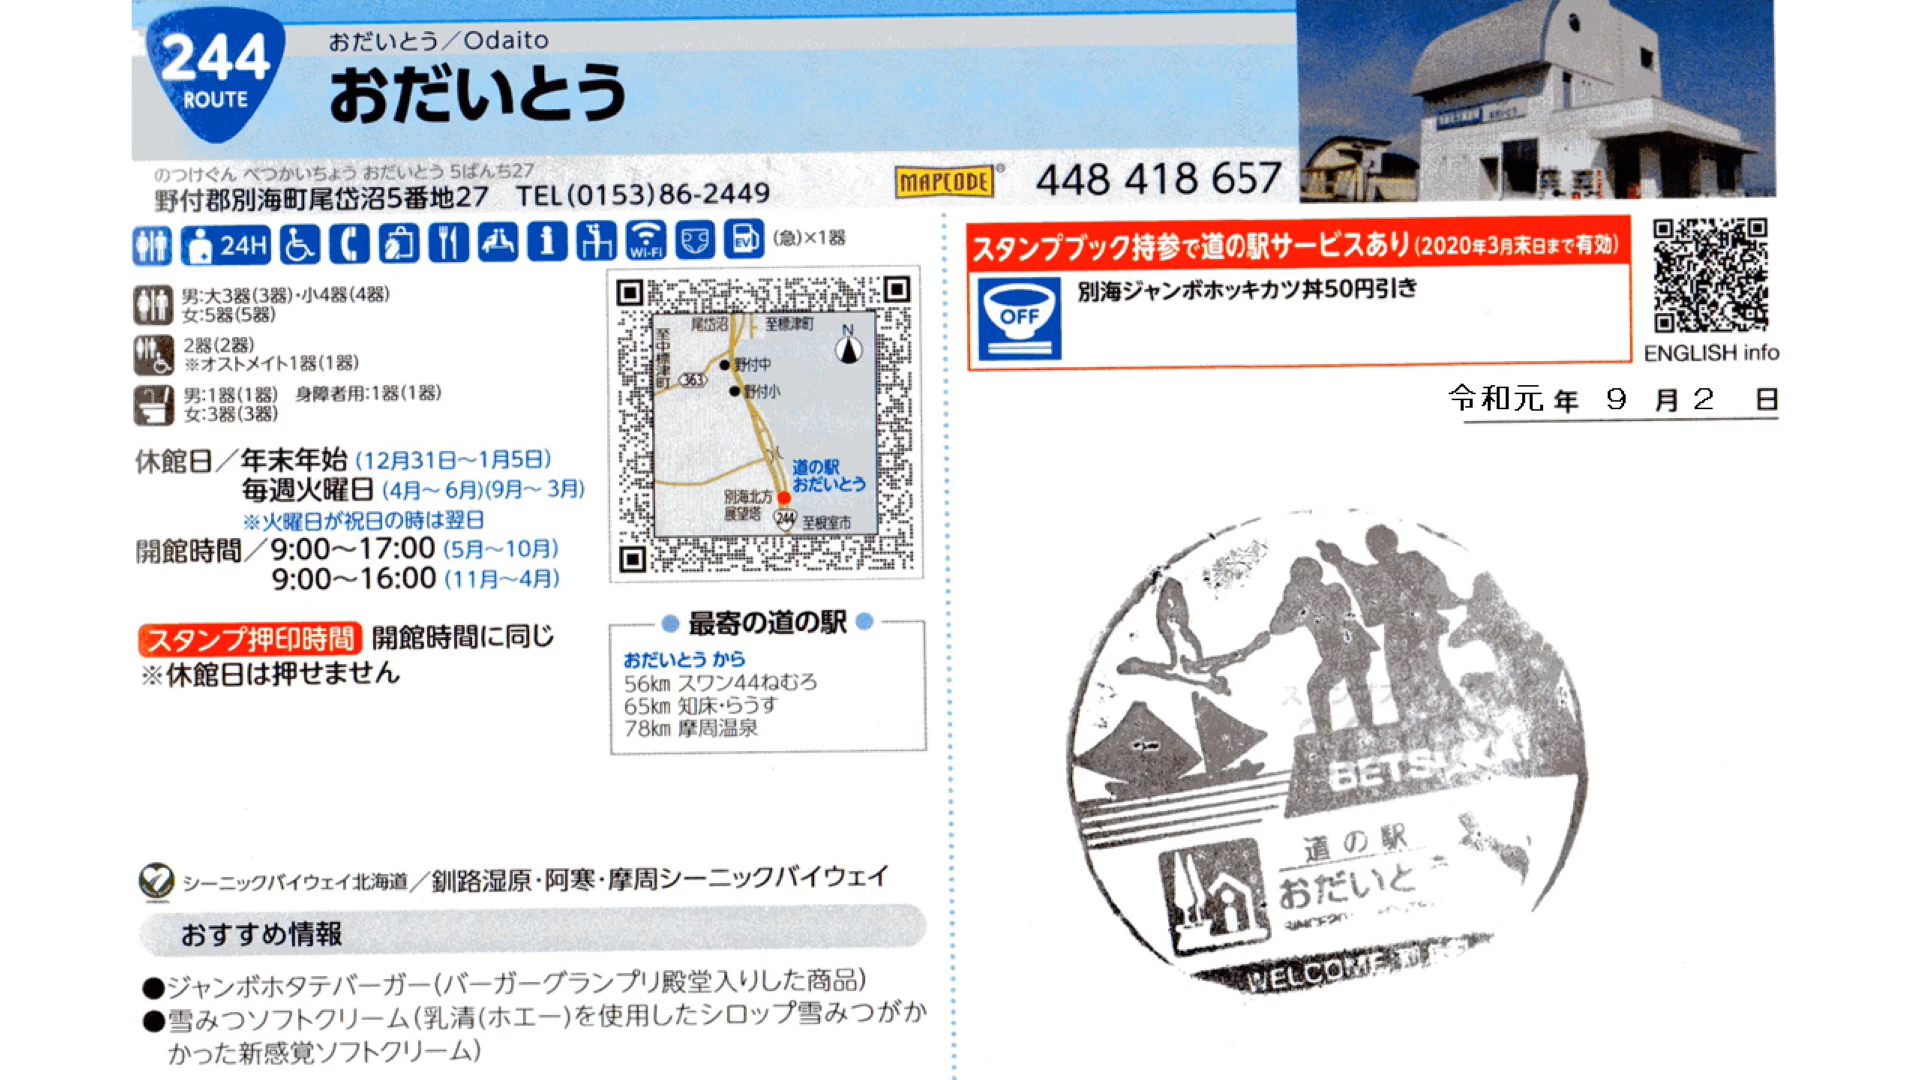 244
ROUTE
おだいとう／Odaito
おだいとう
のつけぐん べつかいちょう おだいとう 5ばんち27
野付郡別海町尾岱沼5番地27　TEL(0153)86-2449
MAPCODE® 448 418 657
24H
Wi-Fi
EV
(急)×1器
男:大3器(3器)・小4器(4器)
女:5器(5器)
2器(2器)
※オストメイト1器(1器)
男:1器(1器)　身障者用:1器(1器)
女:3器(3器)
休館日／年末年始 (12月31日〜1月5日)
毎週火曜日 (4月〜 6月)(9月〜 3月)
※火曜日が祝日の時は翌日
開館時間／9:00〜17:00 (5月〜10月)
9:00〜16:00 (11月〜4月)
スタンプ押印時間 開館時間に同じ
※休館日は押せません
尾岱沼
至標津町
至中標津町
N
野付中
363
野付小
道の駅
おだいとう
別海北方
展望塔
244
至根室市
最寄の道の駅
おだいとう から
56km スワン44ねむろ
65km 知床・らうす
78km 摩周温泉
シーニックバイウェイ北海道／釧路湿原・阿寒・摩周シーニックバイウェイ
おすすめ情報
●ジャンボホタテバーガー(バーガーグランプリ殿堂入りした商品)
●雪みつソフトクリーム(乳清(ホエー)を使用したシロップ雪みつがか
かった新感覚ソフトクリーム)
スタンプブック持参で道の駅サービスあり(2020年3月末日まで有効)
OFF
別海ジャンボホッキカツ丼50円引き
ENGLISH info
令和元年 9 月 2 日
BETSUKAI
道の駅
おだいと
WELCOME